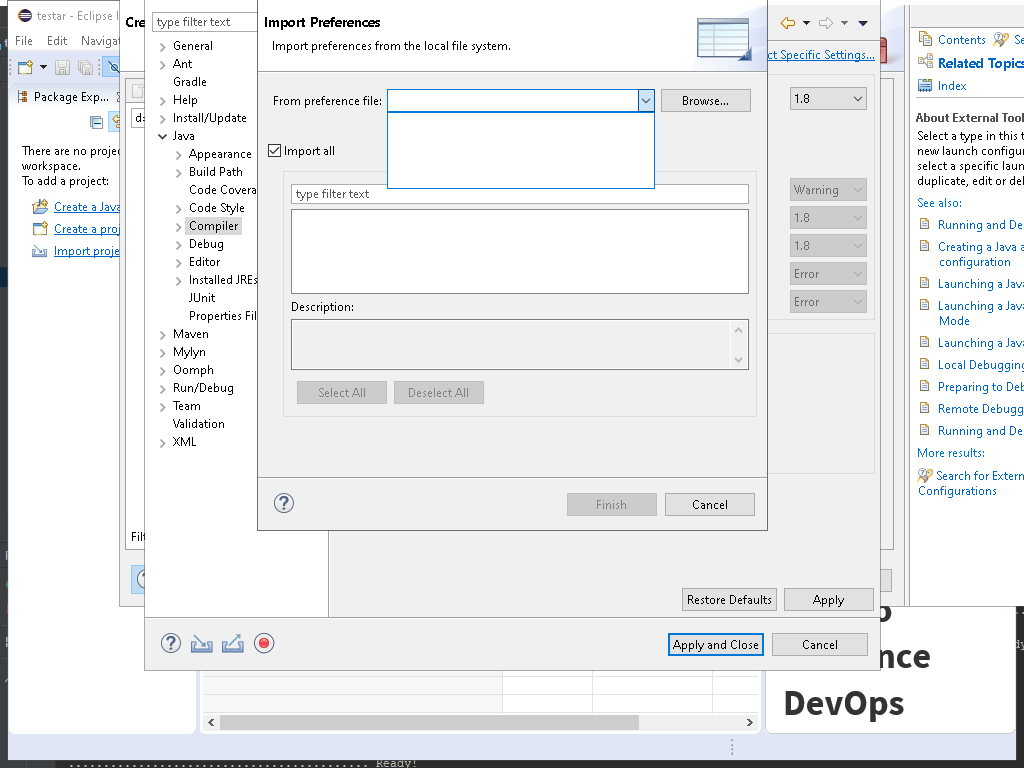 testar - Eclipse I
File Edit Navigat
Package Exp...
There are no proje
workspace.
To add a project:
Create a Java
Create a proj
Import proje
Cre
type filter text
General
Ant
Gradle
Help
Install/Update
Java
Appearance
Build Path
Code Covera
Code Style
Compiler
Debug
Editor
Installed JREs
JUnit
Properties Fil
Maven
Mylyn
Oomph
Run/Debug
Team
Validation
XML
Filt
Import Preferences
Import preferences from the local file system.
From preference file:
Browse...
Import all
type filter text
Description:
Select All
Deselect All
Finish
Cancel
ct Specific Settings...
1.8
Warning
1.8
1.8
Error
Error
Restore Defaults
Apply
Apply and Close
Cancel
Contents Se
Related Topics
Index
About External Tool
Select a type in this t
new launch configur
select a specific laun
duplicate, edit or del
See also:
Running and De
Creating a Java a
configuration
Launching a Java
Launching a Java
Mode
Launching a Java
Local Debugging
Preparing to Deb
Remote Debugg
Running and De
More results:
Search for Extern
Configurations
nce
DevOps
Ready!